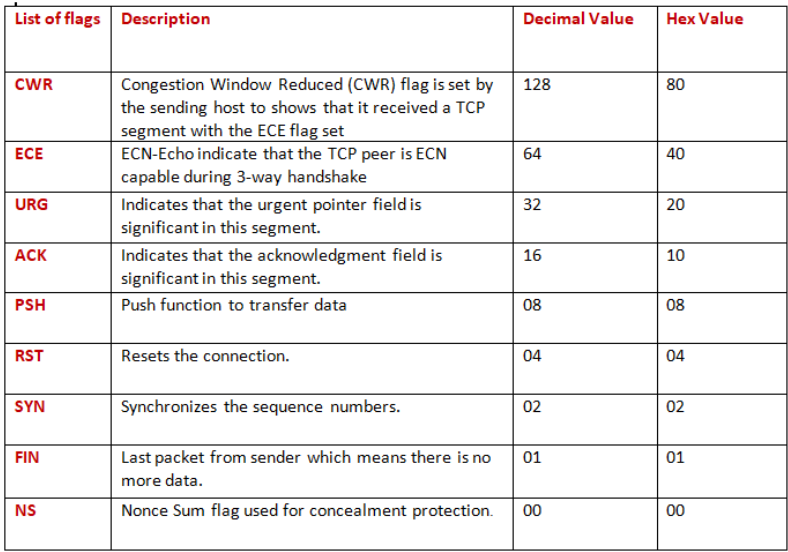 List of flags Description Decimal Value Hex Value
CWR Congestion Window Reduced (CWR) flag is set by 128 80
the sending host to shows that it received a TCP
segment with the ECE flag set
ECE ECN-Echo indicate that the TCP peer is ECN 64 40
capable during 3-way handshake
URG Indicates that the urgent pointer field is 32 20
significant in this segment.
ACK Indicates that the acknowledgment field is 16 10
significant in this segment.
PSH Push function to transfer data 08 08
RST Resets the connection. 04 04
SYN Synchronizes the sequence numbers. 02 02
FIN Last packet from sender which means there is no 01 01
more data.
NS Nonce Sum flag used for concealment protection. 00 00